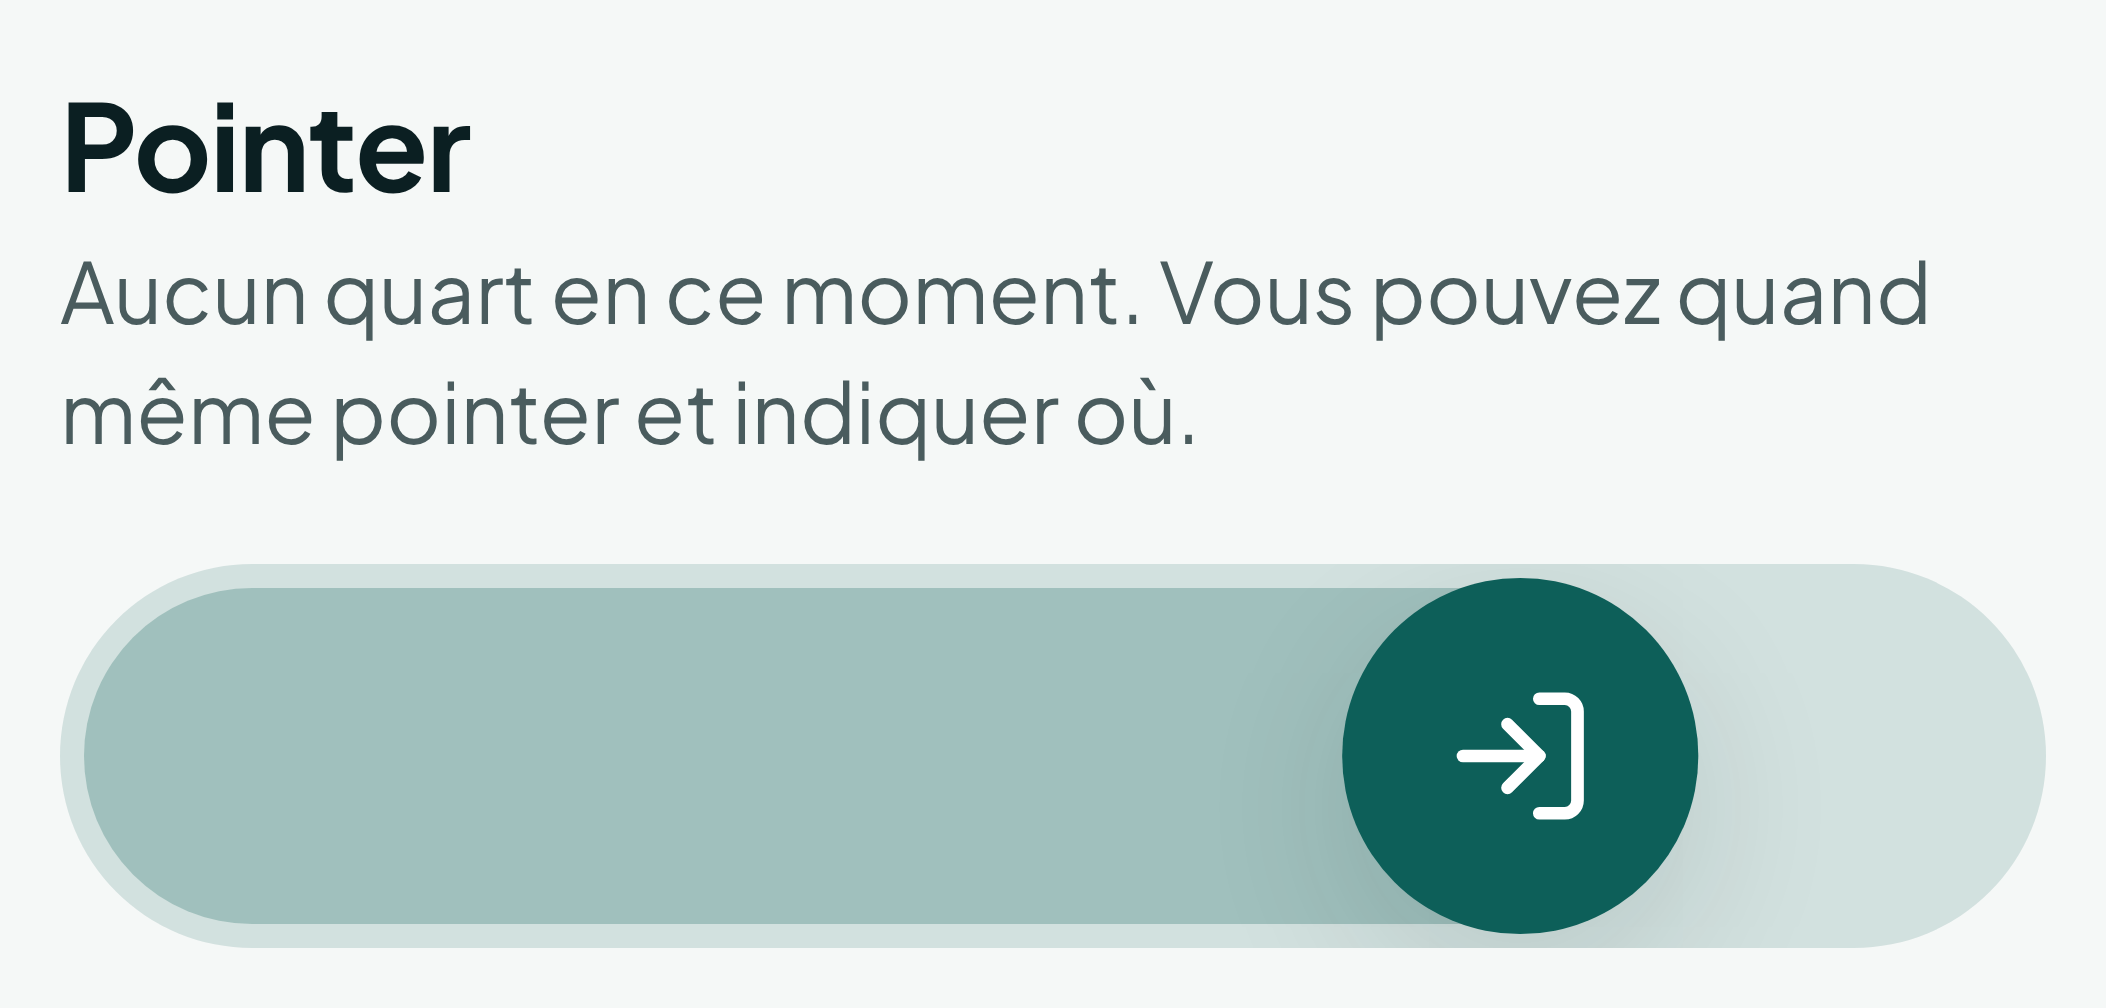 Pointer
Aucun quart en ce moment. Vous pouvez quand
même pointer et indiquer où.